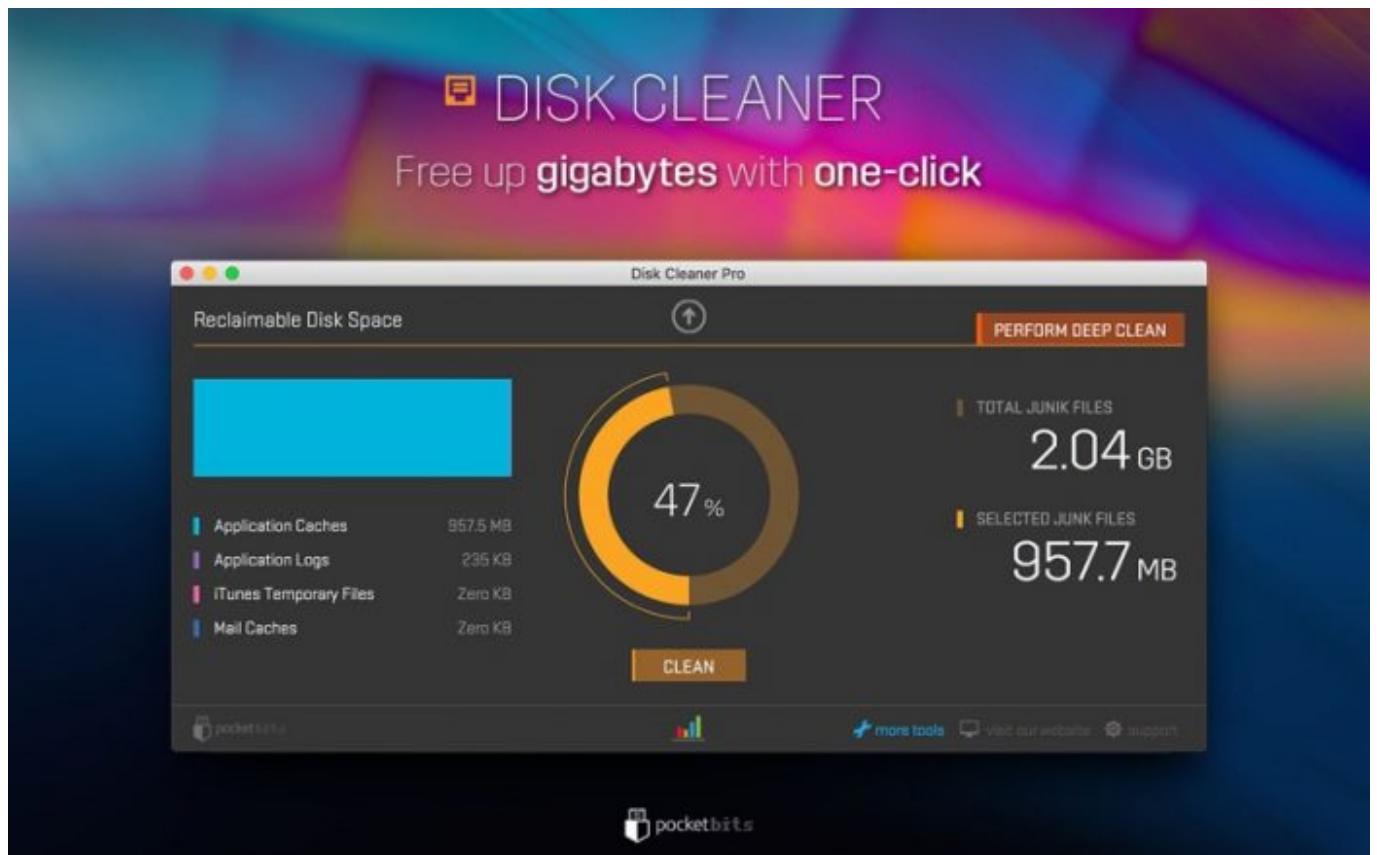 DISK CLEANER
Free up gigabytes with one-click
Disk Cleaner Pro
Reclaimable Disk Space
PERFORM DEEP CLEAN
TOTAL JUNIK FILES
2.04 GB
47 %
Application Caches 957.5 MB
Application Logs 235 KB
iTunes Temporary Files Zero KB
Mail Caches Zero KB
SELECTED JUNK FILES
957.7 MB
CLEAN
pocketbits
more tools visit our website support
pocketbits